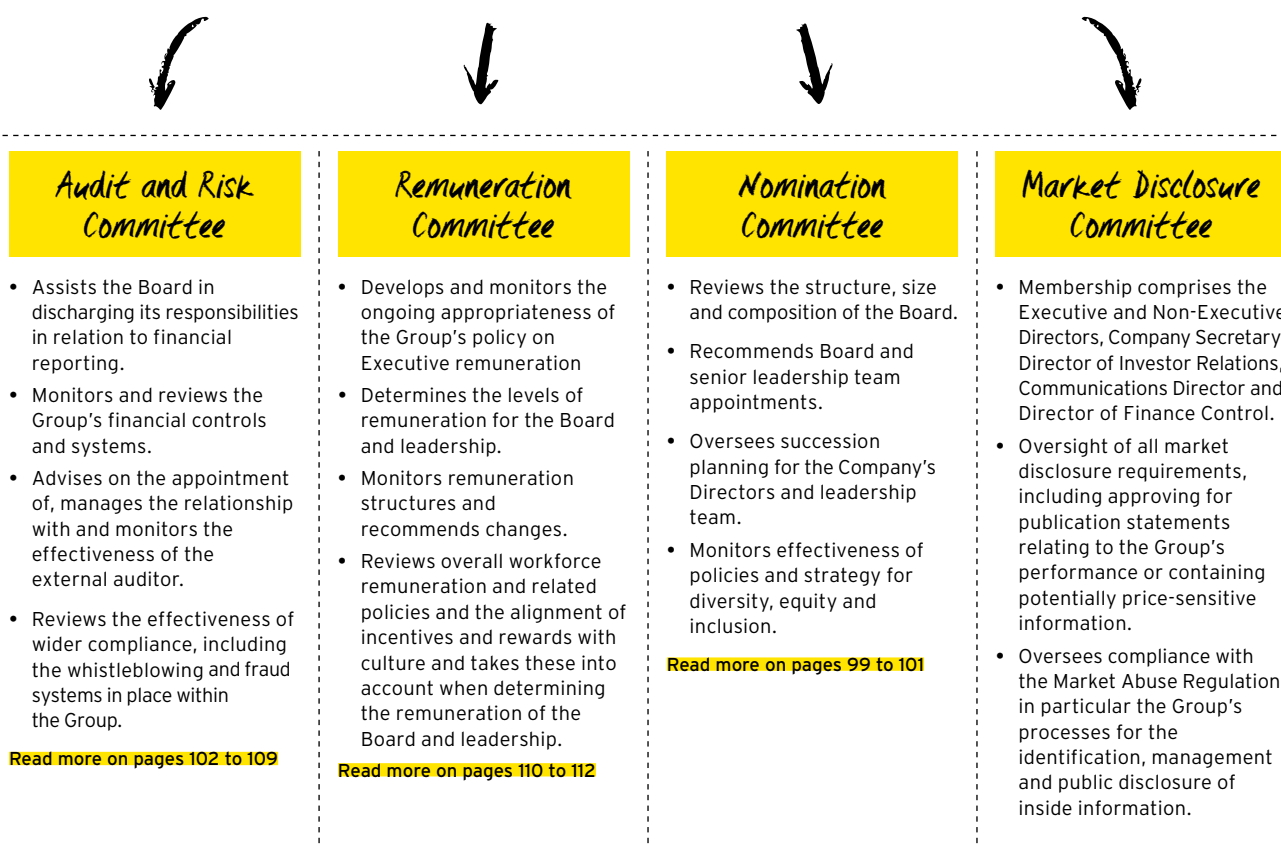 Audit and Risk
Committee
• Assists the Board in
discharging its responsibilities
in relation to financial
reporting.
• Monitors and reviews the
Group's financial controls
and systems.
• Advises on the appointment
of, manages the relationship
with and monitors the
effectiveness of the
external auditor.
• Reviews the effectiveness of
wider compliance, including
the whistleblowing and fraud
systems in place within
the Group.
Read more on pages 102 to 109
Remuneration
Committee
• Develops and monitors the
ongoing appropriateness of
the Group's policy on
Executive remuneration
• Determines the levels of
remuneration for the Board
and leadership.
• Monitors remuneration
structures and
recommends changes.
• Reviews overall workforce
remuneration and related
policies and the alignment of
incentives and rewards with
culture and takes these into
account when determining
the remuneration of the
Board and leadership.
Read more on pages 110 to 112
Nomination
Committee
• Reviews the structure, size
and composition of the Board.
• Recommends Board and
senior leadership team
appointments.
• Oversees succession
planning for the Company's
Directors and leadership
team.
• Monitors effectiveness of
policies and strategy for
diversity, equity and
inclusion.
Read more on pages 99 to 101
Market Disclosure
Committee
• Membership comprises the
Executive and Non-Executive
Directors, Company Secretary
Director of Investor Relations,
Communications Director and
Director of Finance Control.
• Oversight of all market
disclosure requirements,
including approving for
publication statements
relating to the Group's
performance or containing
potentially price-sensitive
information.
• Oversees compliance with
the Market Abuse Regulation
in particular the Group's
processes for the
identification, management
and public disclosure of
inside information.